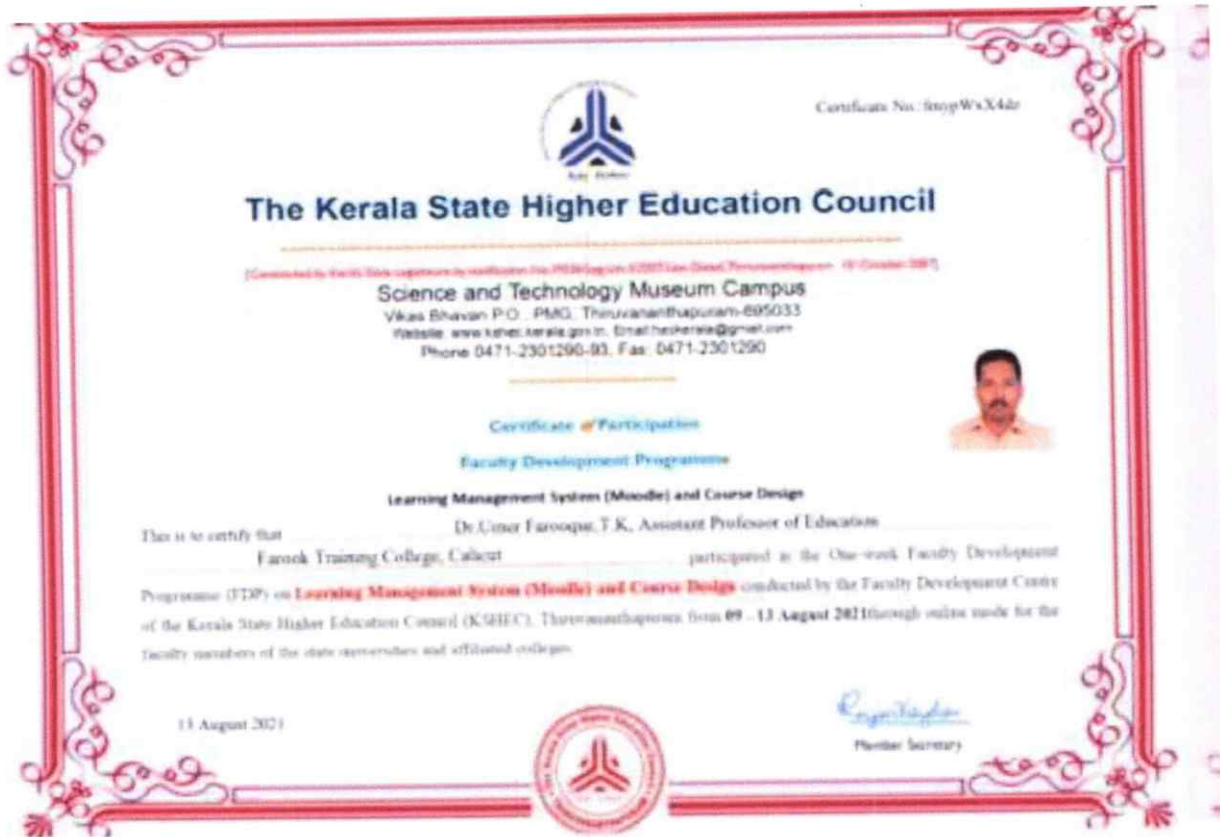 Certificate No:
The Kerala State Higher Education Council
Science and Technology Museum Campus
Vikas Bhavan P.O., PMG, Thiruvananthapuram-695033
Website: www.kshec.kerala.gov.in, Email:heckerala@gmail.com
Phone 0471-2301290-93, Fax: 0471-2301290
Certificate of Participation
Faculty Development Programme
Learning Management System (Moodle) and Course Design
This is to certify that Dr.Umer Farooque.T.K, Assistant Professor of Education
Farook Training College, Calicut participated in the One-week Faculty Development
Programme (FDP) on Learning Management System (Moodle) and Course Design conducted by the Faculty Development Centre
of the Kerala State Higher Education Council (KSHEC), Thiruvananthapuram from 09 - 13 August 2021through online mode for the
faculty members of the state universities and affiliated colleges
13 August 2021
Member Secretary